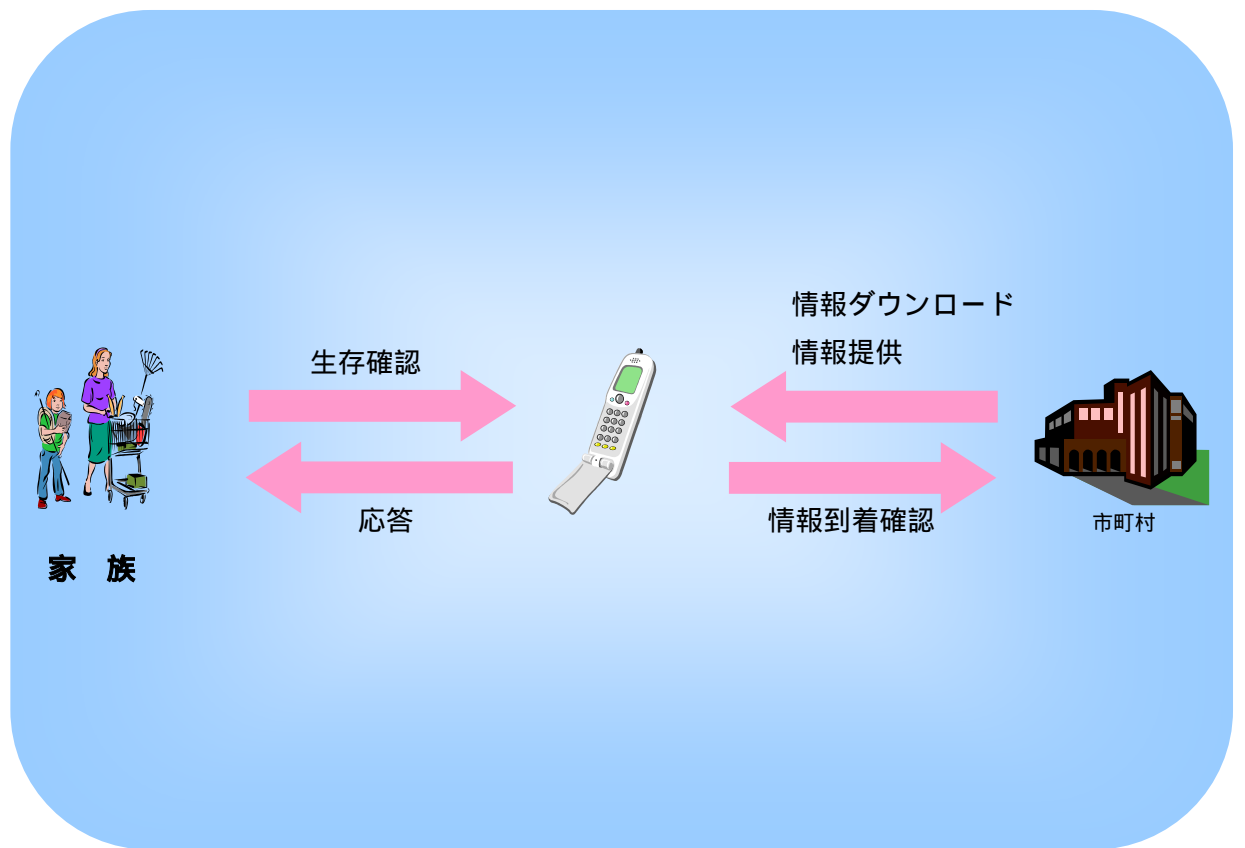 情報ダウンロード
情報提供
生存確認
応答
情報到着確認
市町村
家　族